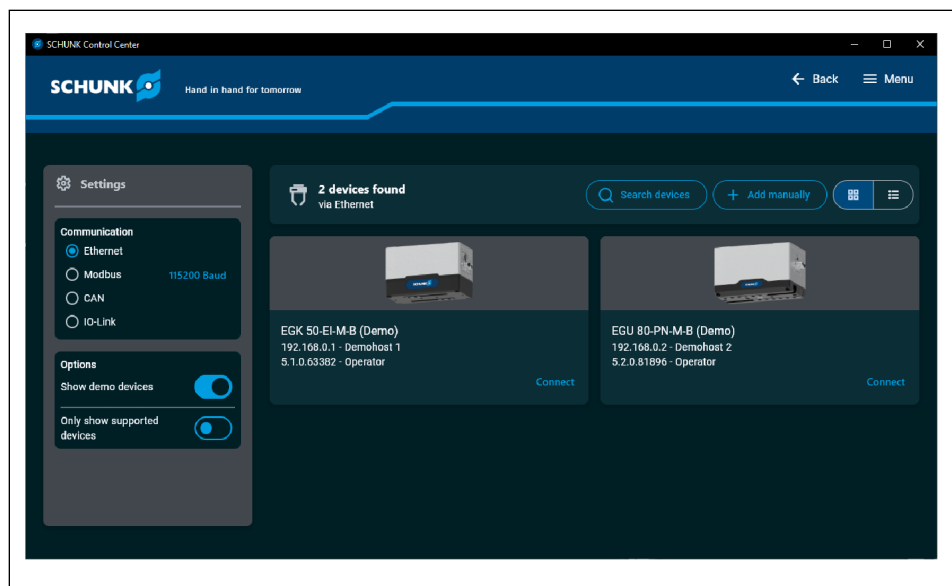 SCHUNK Control Center
SCHUNK
Hand in hand for tomorrow
Back
Menu
Settings
Communication
Ethernet
Modbus 115200 Baud
CAN
IO-Link
Options
Show demo devices
Only show supported
devices
2 devices found
via Ethernet
Search devices
Add manually
EGK 50-EI-M-B (Demo)
192.168.0.1 - Demohost 1
5.1.0.63382 - Operator
Connect
EGU 80-PN-M-B (Demo)
192.168.0.2 - Demohost 2
5.2.0.81896 - Operator
Connect